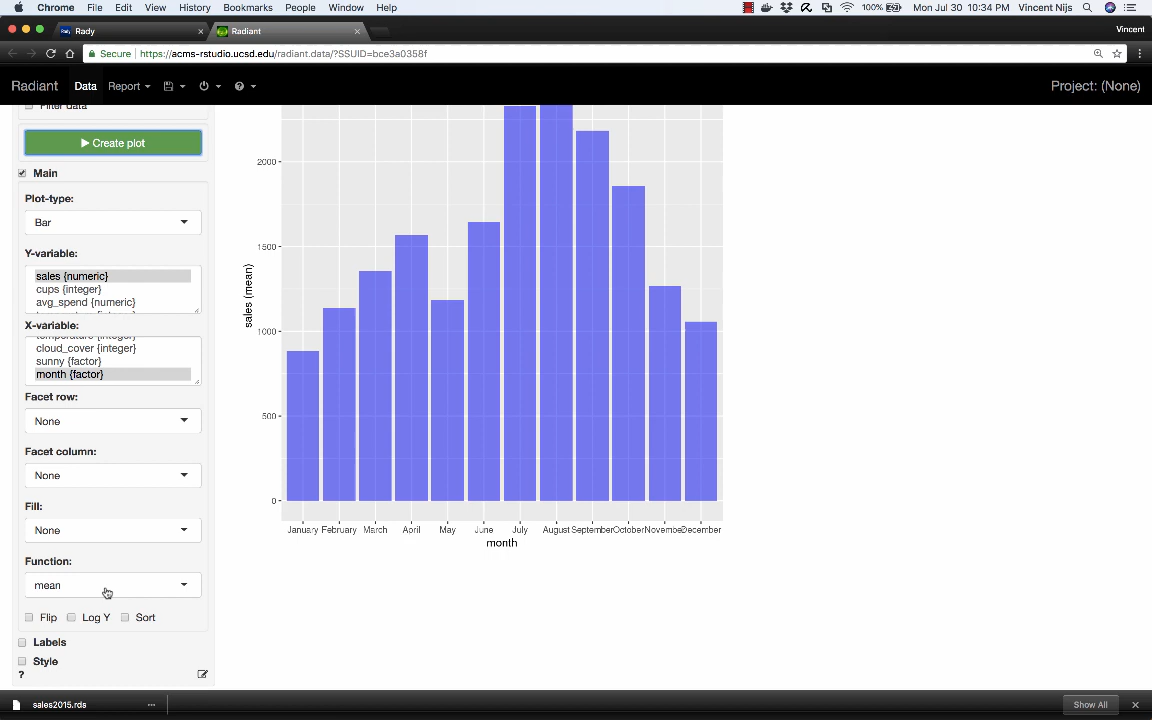 Chrome File Edit View History Bookmarks People Window Help 100% Mon Jul 30 10:34 PM Vincent Nijs
Rady Radiant Vincent
Secure https://acms-rstudio.ucsd.edu/radiant.data/?SSUID=bce3a0358f
Radiant Data Report Project: (None)
Filter data
Create plot
Main
Plot-type:
Bar
Y-variable:
sales {numeric}
cups {integer}
avg_spend {numeric}
X-variable:
temperature {integer}
cloud_cover {integer}
sunny {factor}
month {factor}
Facet row:
None
Facet column:
None
Fill:
None
Function:
mean
Flip Log Y Sort
Labels
Style
?
2000
1500
1000
500
0
sales (mean)
January February March April May June July August September October Novembe December
month
sales2015.rds ... Show All